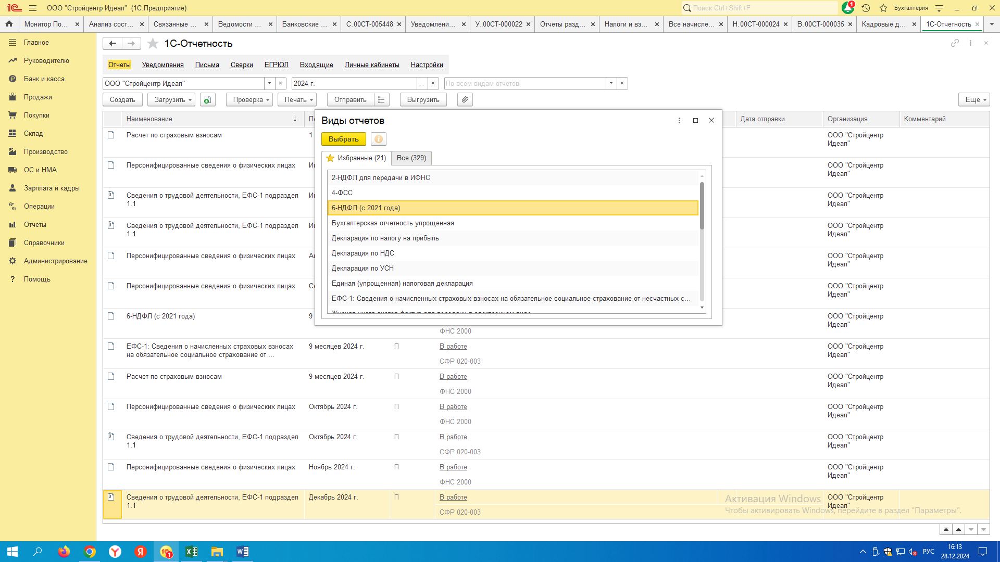 ООО "Стройцентр Идеал" (1С:Предприятие)
Поиск Ctrl+Shift+F
1
Бухгалтерия
Монитор По...
Анализ сост...
Связанные ...
Ведомости ...
Банковские ...
С.00СТ-005448
Уведомлени...
У.00СТ-000022
Отчеты разд...
Налоги и вз...
Все начисле...
Н.00СТ-000024
В.00СТ-000035
Кадровые д...
1С-Отчетность
Главное
Руководителю
Банк и касса
Продажи
Покупки
Склад
Производство
ОС и НМА
Зарплата и кадры
Операции
Отчеты
Справочники
Администрирование
Помощь
1С-Отчетность
Отчеты
Уведомления
Письма
Сверки
ЕГРЮЛ
Входящие
Личные кабинеты
Настройки
ООО "Стройцентр Идеал"
2024 г.
По всем видам отчетов
Создать
Загрузить
Проверка
Печать
Отправить
Выгрузить
Еще
Наименование
Дата отправки
Организация
Комментарий
Расчет по страховым взносам
1
ООО "Стройцентр
Идеал"
Персонифицированные сведения о физических лицах
ООО "Стройцентр
Идеал"
Сведения о трудовой деятельности, ЕФС-1 подраздел
1.1
ООО "Стройцентр
Идеал"
Сведения о трудовой деятельности, ЕФС-1 подраздел
1.1
ООО "Стройцентр
Идеал"
Персонифицированные сведения о физических лицах
ООО "Стройцентр
Идеал"
Персонифицированные сведения о физических лицах
ООО "Стройцентр
Идеал"
6-НДФЛ (с 2021 года)
9
ФНС 2000
ООО "Стройцентр
Идеал"
ЕФС-1: Сведения о начисленных страховых взносах
на обязательное социальное страхование от ...
9 месяцев 2024 г.
П
В работе
СФР 020-003
ООО "Стройцентр
Идеал"
Расчет по страховым взносам
9 месяцев 2024 г.
П
В работе
ФНС 2000
ООО "Стройцентр
Идеал"
Персонифицированные сведения о физических лицах
Октябрь 2024 г.
П
В работе
ФНС 2000
ООО "Стройцентр
Идеал"
Сведения о трудовой деятельности, ЕФС-1 подраздел
1.1
Октябрь 2024 г.
П
В работе
СФР 020-003
ООО "Стройцентр
Идеал"
Персонифицированные сведения о физических лицах
Ноябрь 2024 г.
П
В работе
ФНС 2000
ООО "Стройцентр
Идеал"
Сведения о трудовой деятельности, ЕФС-1 подраздел
1.1
Декабрь 2024 г.
П
В работе
СФР 020-003
ООО "Стройцентр
Идеал"
Виды отчетов
Выбрать
Избранные (21)
Все (329)
2-НДФЛ для передачи в ИФНС
4-ФСС
6-НДФЛ (с 2021 года)
Бухгалтерская отчетность упрощенная
Декларация по налогу на прибыль
Декларация по НДС
Декларация по УСН
Единая (упрощенная) налоговая декларация
ЕФС-1: Сведения о начисленных страховых взносах на обязательное социальное страхование от несчастных с...
Журнал учета счетов-фактур для передачи в электронном виде
Активация Windows
Чтобы активировать Windows, перейдите в раздел "Параметры".
РУС
16:13
28.12.2024